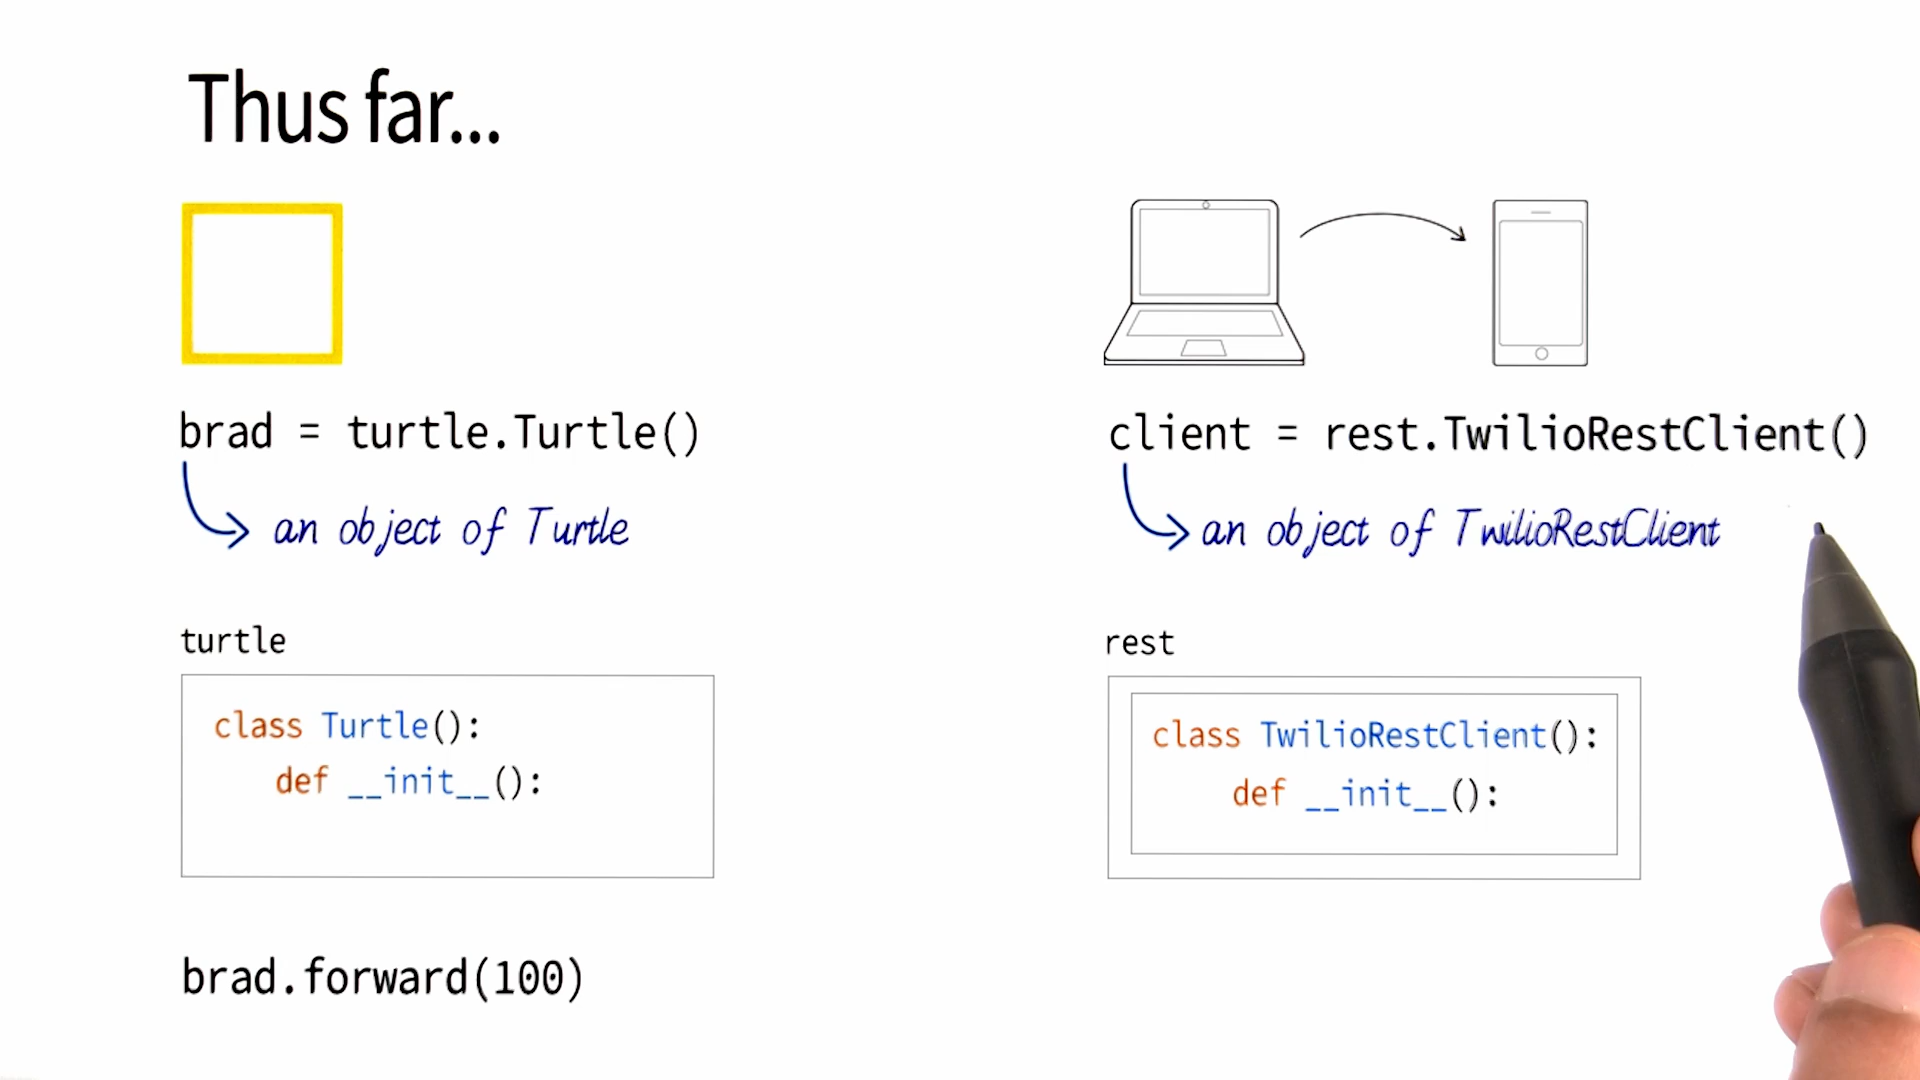 Thus far...
brad = turtle.Turtle()
an object of Turtle
turtle
class Turtle():
def __init__():
brad.forward(100)
client = rest.TwilioRestClient()
an object of TwilioRestClient
rest
class TwilioRestClient():
def __init__():